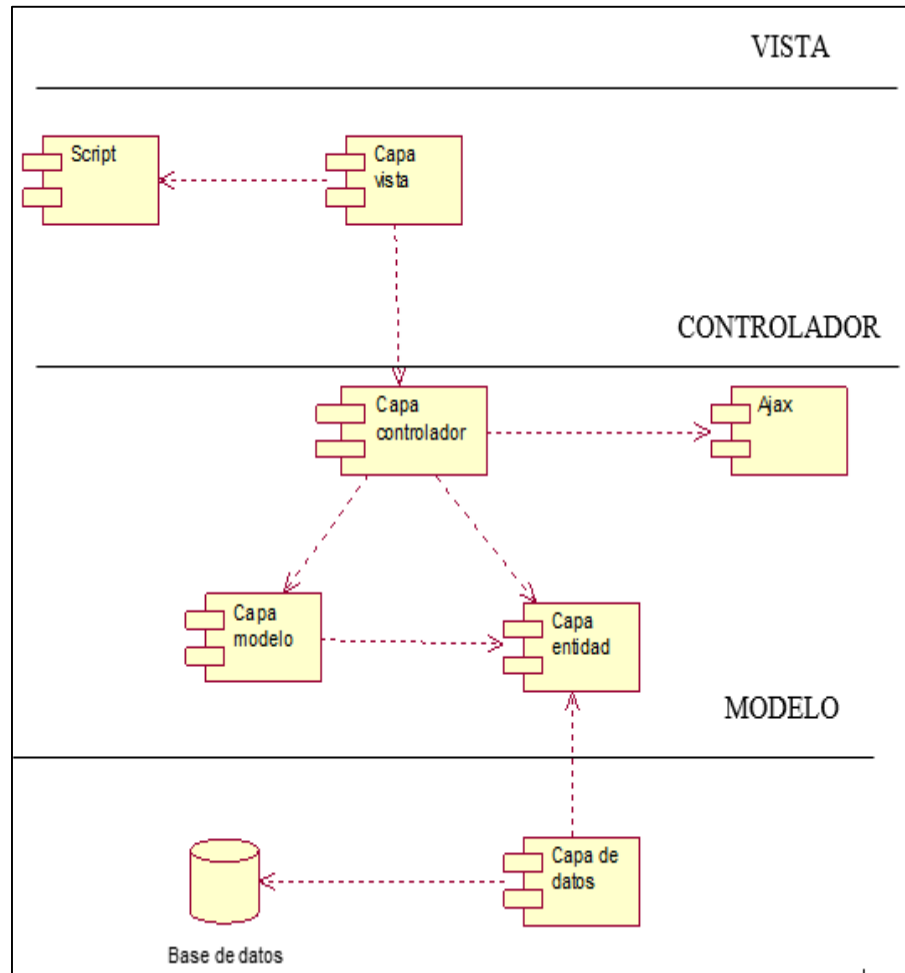 VISTA
Script
Capa
vista
CONTROLADOR
Capa
controlador
Ajax
Capa
modelo
Capa
entidad
MODELO
Capa de
datos
Base de datos